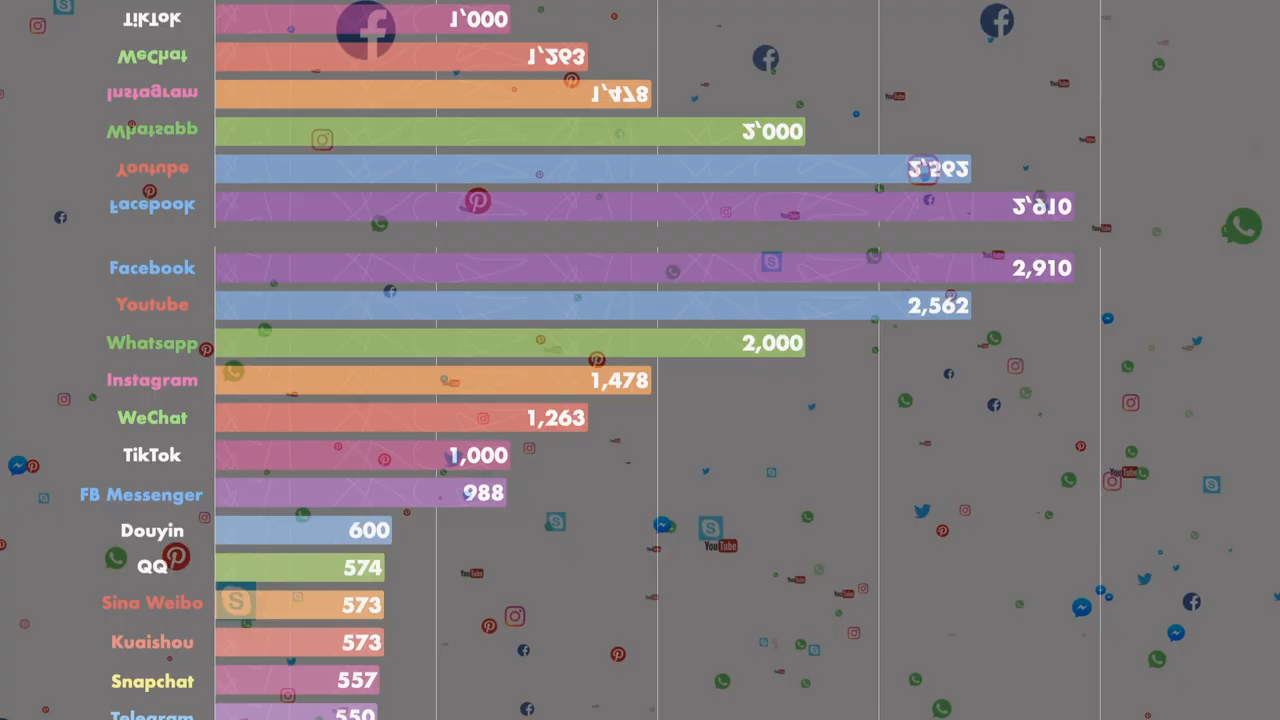 TikTok 1,000
WeChat 1,263
Instagram 1,478
Whatsapp 2,000
Youtube 2,562
Facebook 2,910
Facebook 2,910
Youtube 2,562
Whatsapp 2,000
Instagram 1,478
WeChat 1,263
TikTok 1,000
FB Messenger 988
Douyin 600
QQ 574
Sina Weibo 573
Kuaishou 573
Snapchat 557
Telegram 550